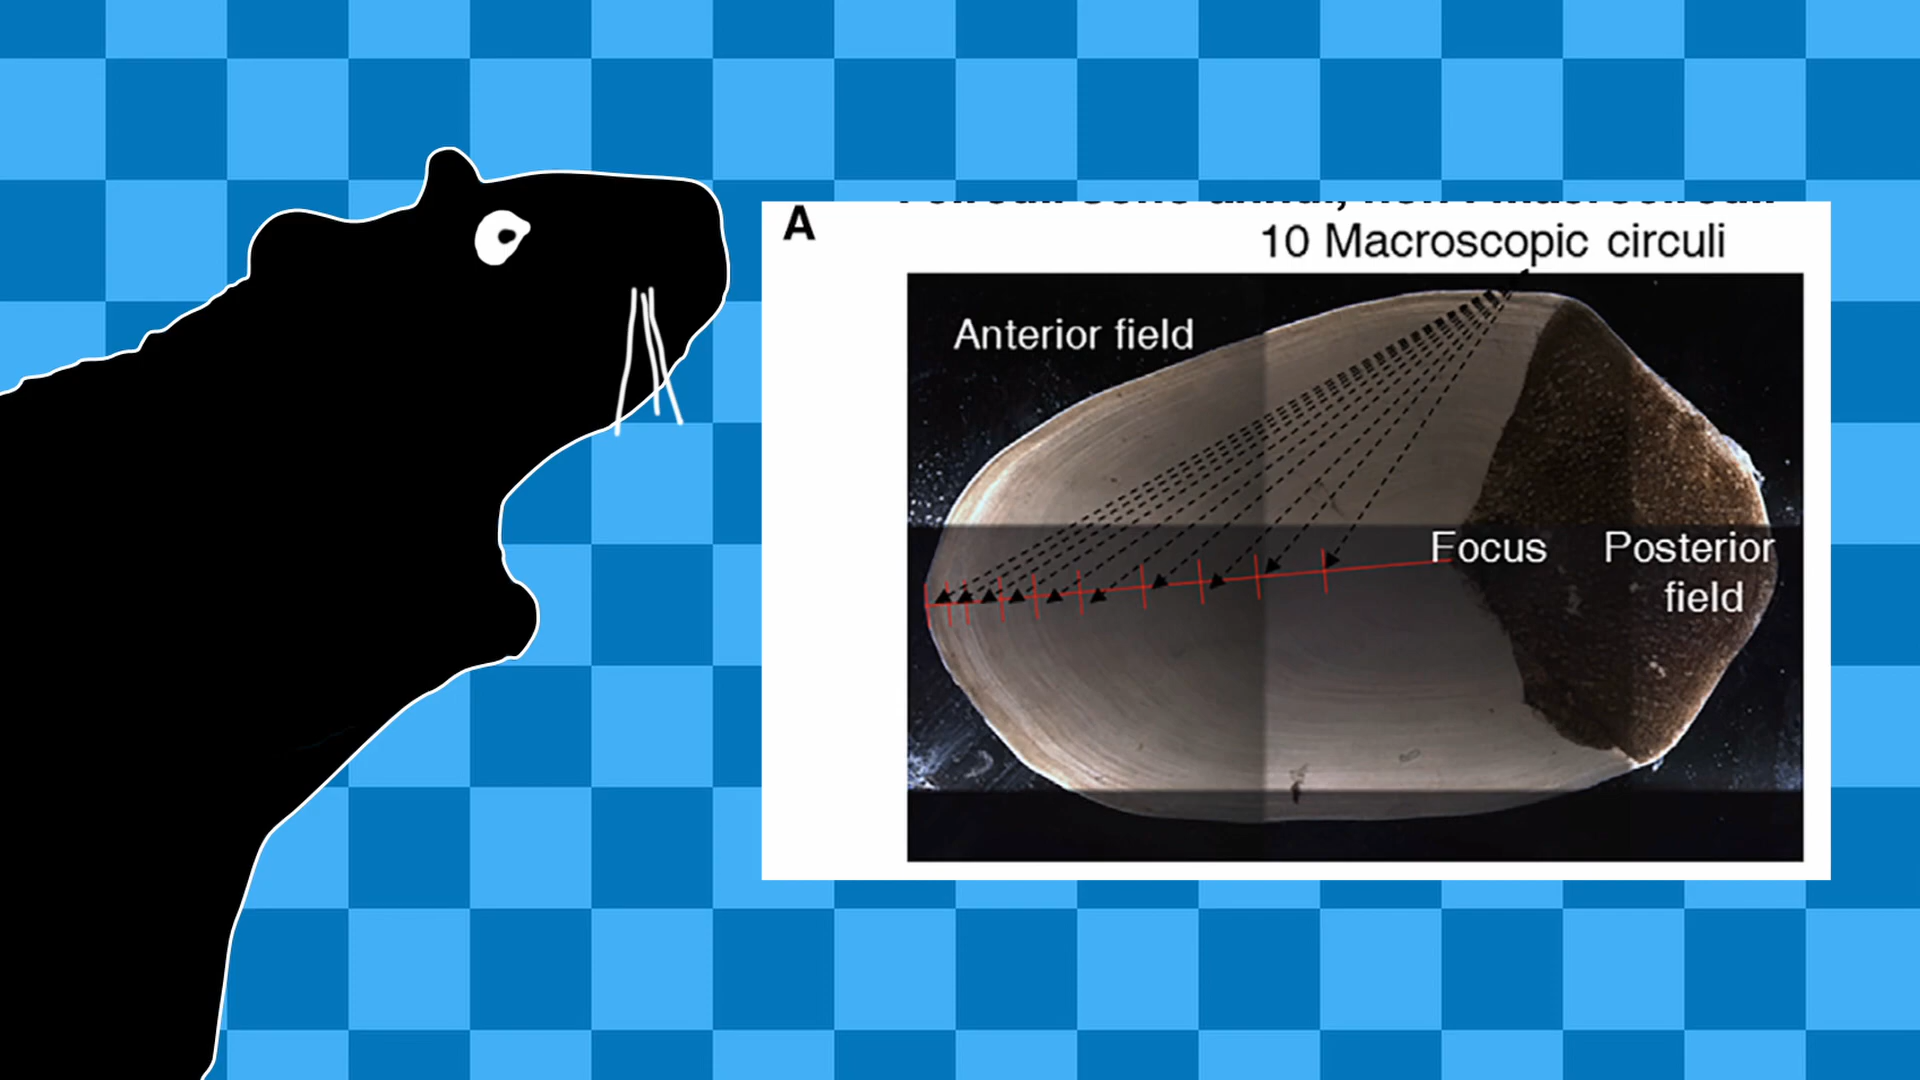 A
10 Macroscopic circuli
Anterior field
Focus
Posterior
field